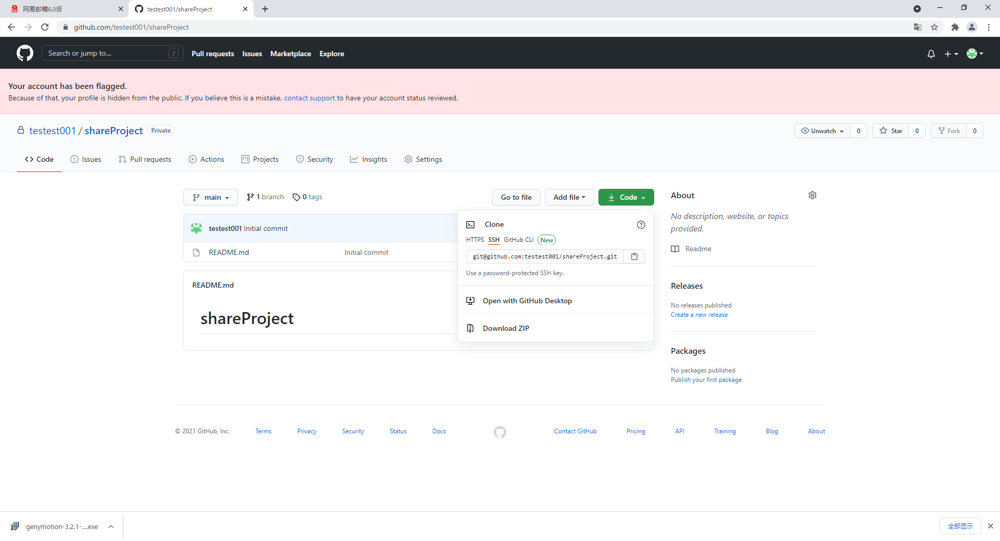 网易邮箱6.0版
testest001/shareProject
github.com/testest001/shareProject
Search or jump to... /
Pull requests Issues Marketplace Explore
Your account has been flagged.
Because of that, your profile is hidden from the public. If you believe this is a mistake, contact support to have your account status reviewed.
testest001 / shareProject Private
Unwatch 0 Star 0 Fork 0
Code Issues Pull requests Actions Projects Security Insights Settings
main 1 branch 0 tags Go to file Add file Code
testest001 Initial commit
README.md Initial commit
Clone
HTTPS SSH GitHub CLI New
git@github.com:testest001/shareProject.git
Use a password-protected SSH key.
Open with GitHub Desktop
Download ZIP
README.md
shareProject
About
No description, website, or topics
provided.
Readme
Releases
No releases published
Create a new release
Packages
No packages published
Publish your first package
© 2021 GitHub, Inc. Terms Privacy Security Status Docs Contact GitHub Pricing API Training Blog About
genymotion-3.2.1-....exe
全部显示